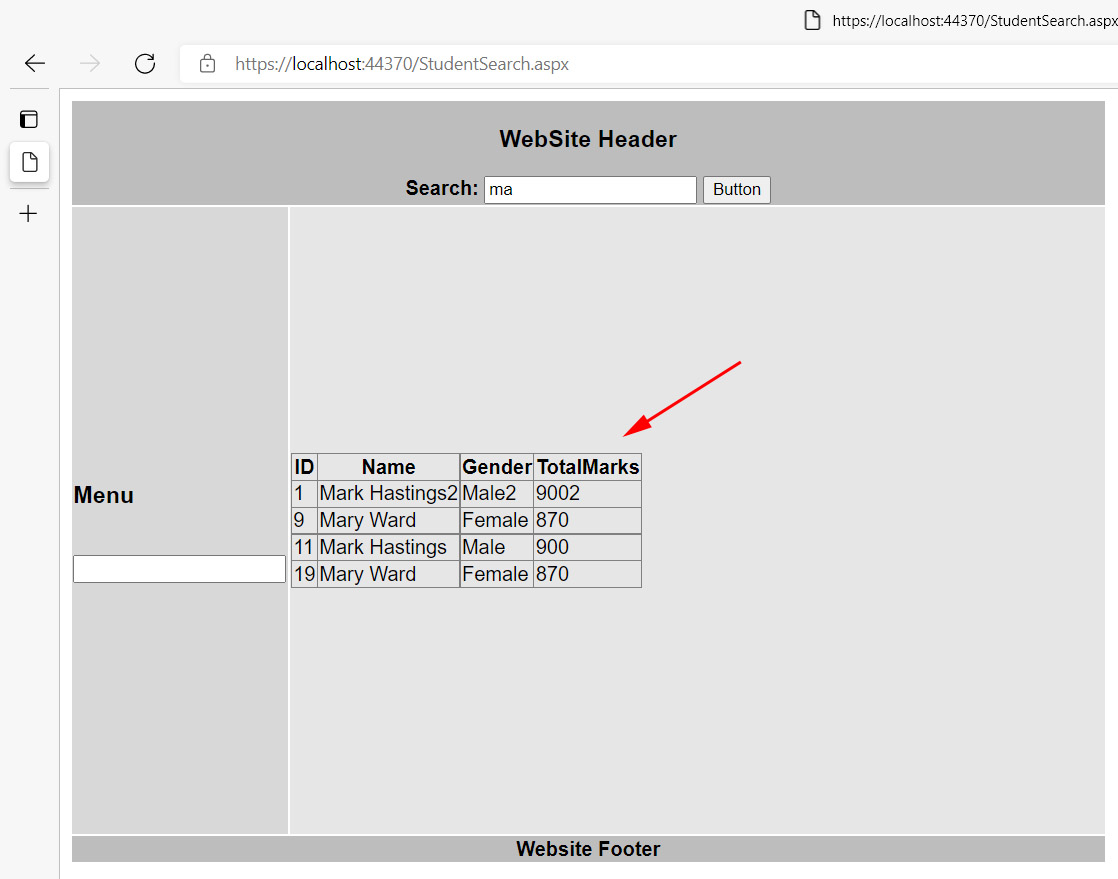 https://localhost:44370/StudentSearch.aspx
https://localhost:44370/StudentSearch.aspx
WebSite Header
Search: ma Button
Menu
ID Name Gender TotalMarks
1 Mark Hastings2 Male2 9002
9 Mary Ward Female 870
11 Mark Hastings Male 900
19 Mary Ward Female 870
Website Footer